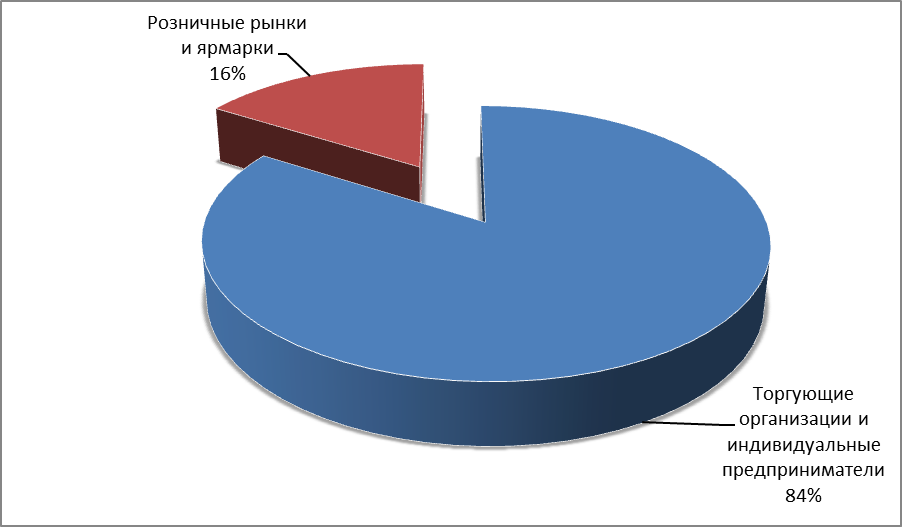 Розничные рынки
и ярмарки
16%
Торгующие
организации и
индивидуальные
предприниматели
84%